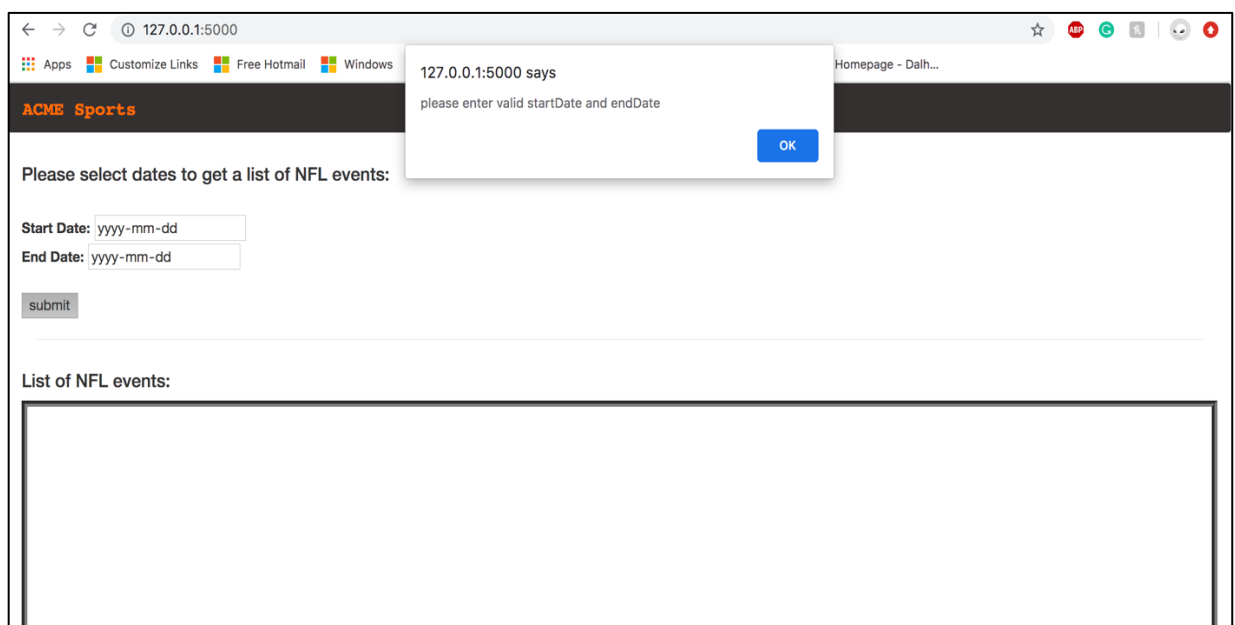 127.0.0.1:5000
ABP
Apps Customize Links Free Hotmail Windows Homepage - Dalh...
127.0.0.1:5000 says
please enter valid startDate and endDate
OK
ACME Sports
Please select dates to get a list of NFL events:
Start Date: yyyy-mm-dd
End Date: yyyy-mm-dd
submit
List of NFL events: